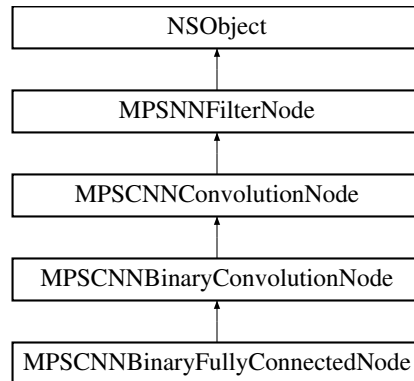 NSObject
MPSNNFilterNode
MPSCNNConvolutionNode
MPSCNNBinaryConvolutionNode
MPSCNNBinaryFullyConnectedNode